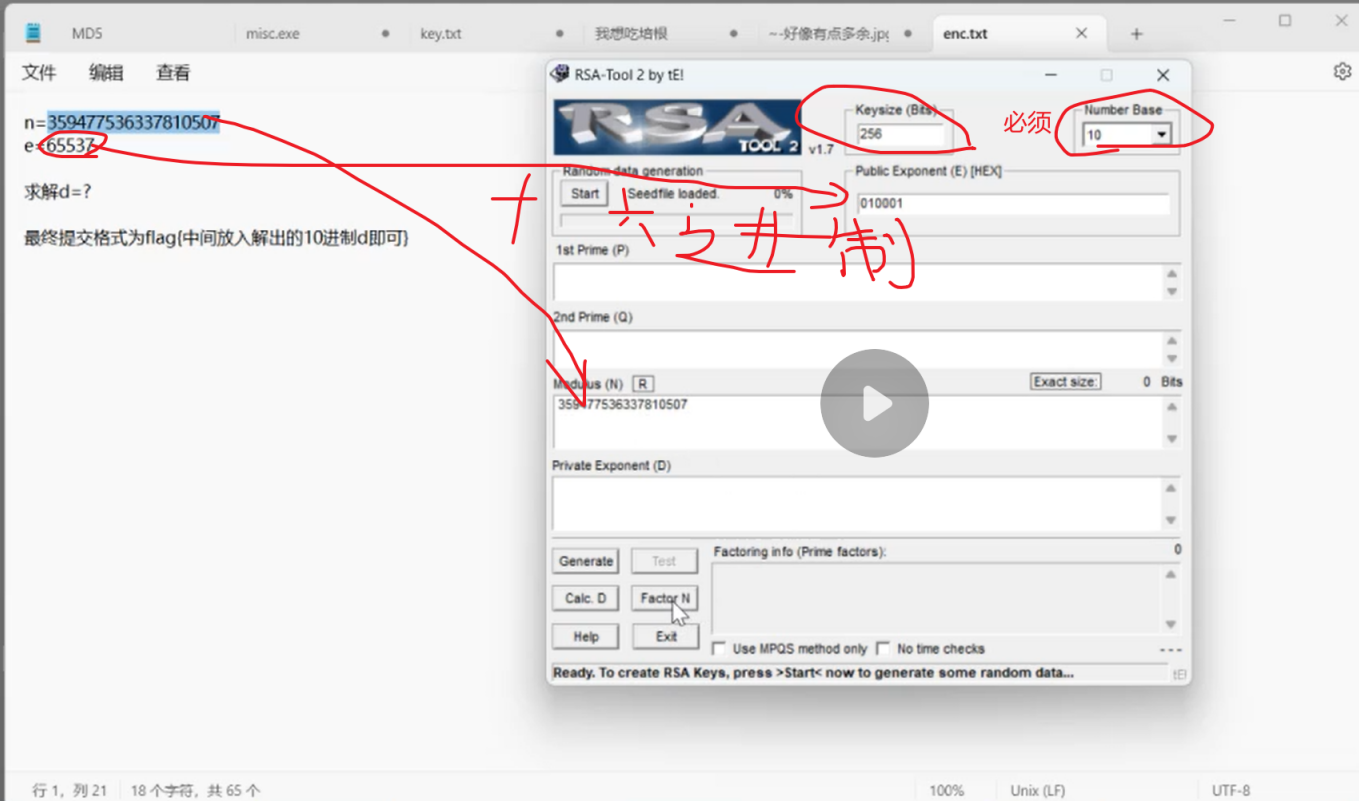 MD5
misc.exe
key.txt
我想吃培根
~-好像有点多余.jpg
enc.txt
文件 编辑 查看
n=359477536337810507
e=65537
求解d=?
最终提交格式为flag{中间放入解出的10进制d即可}
RSA-Tool 2 by tE!
RSA
TOOL 2
v1.7
Keysize (Bits)
256
必须
Number Base
10
Random data generation
Start
Seedfile loaded.
0%
Public Exponent (E) [HEX]
010001
十六进制
1st Prime (P)
2nd Prime (Q)
Modulus (N) R
Exact size: 0 Bits
359477536337810507
Private Exponent (D)
Generate Test
Calc. D Factor N
Help Exit
Factoring info (Prime factors): 0
Use MPQS method only No time checks
Ready. To create RSA Keys, press >Start< now to generate some random data...
tE!
行 1，列 21 18 个字符，共 65 个 100% Unix (LF) UTF-8